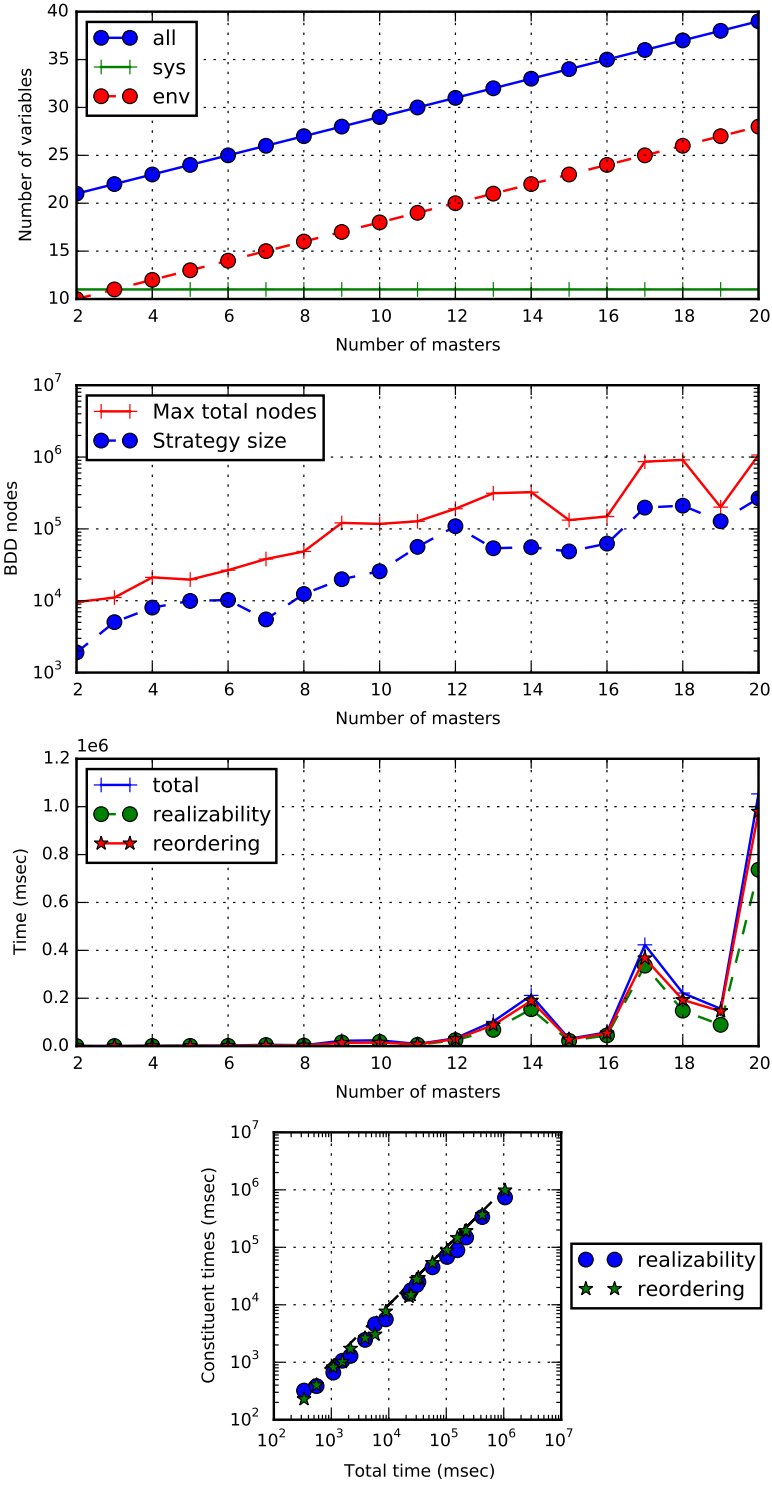 40
35
30
25
20
15
10
Number of variables
all
sys
env
2 4 6 8 10 12 14 16 18 20
Number of masters
10^7
10^6
10^5
10^4
10^3
BDD nodes
Max total nodes
Strategy size
2 4 6 8 10 12 14 16 18 20
Number of masters
1e6
1.2
1.0
0.8
0.6
0.4
0.2
0.0
Time (msec)
total
realizability
reordering
2 4 6 8 10 12 14 16 18 20
Number of masters
10^7
10^6
10^5
10^4
10^3
10^2
Constituent times (msec)
realizability
reordering
10^2 10^3 10^4 10^5 10^6 10^7
Total time (msec)